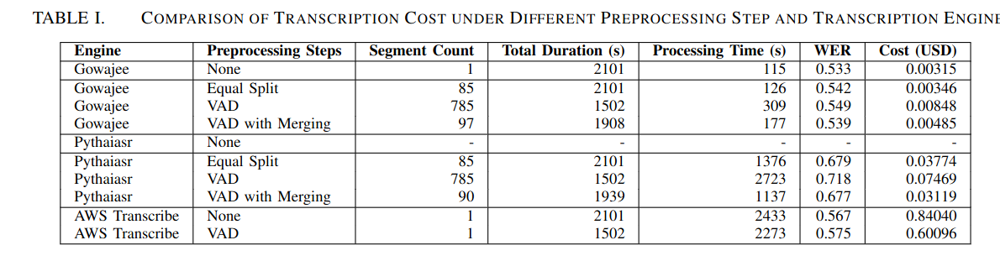 TABLE I. COMPARISON OF TRANSCRIPTION COST UNDER DIFFERENT PREPROCESSING STEP AND TRANSCRIPTION ENGINE
Engine Preprocessing Steps Segment Count Total Duration (s) Processing Time (s) WER Cost (USD)
Gowajee None 1 2101 115 0.533 0.00315
Gowajee Equal Split 85 2101 126 0.542 0.00346
Gowajee VAD 785 1502 309 0.549 0.00848
Gowajee VAD with Merging 97 1908 177 0.539 0.00485
Pythaiasr None - - - - -
Pythaiasr Equal Split 85 2101 1376 0.679 0.03774
Pythaiasr VAD 785 1502 2723 0.718 0.07469
Pythaiasr VAD with Merging 90 1939 1137 0.677 0.03119
AWS Transcribe None 1 2101 2433 0.567 0.84040
AWS Transcribe VAD 1 1502 2273 0.575 0.60096